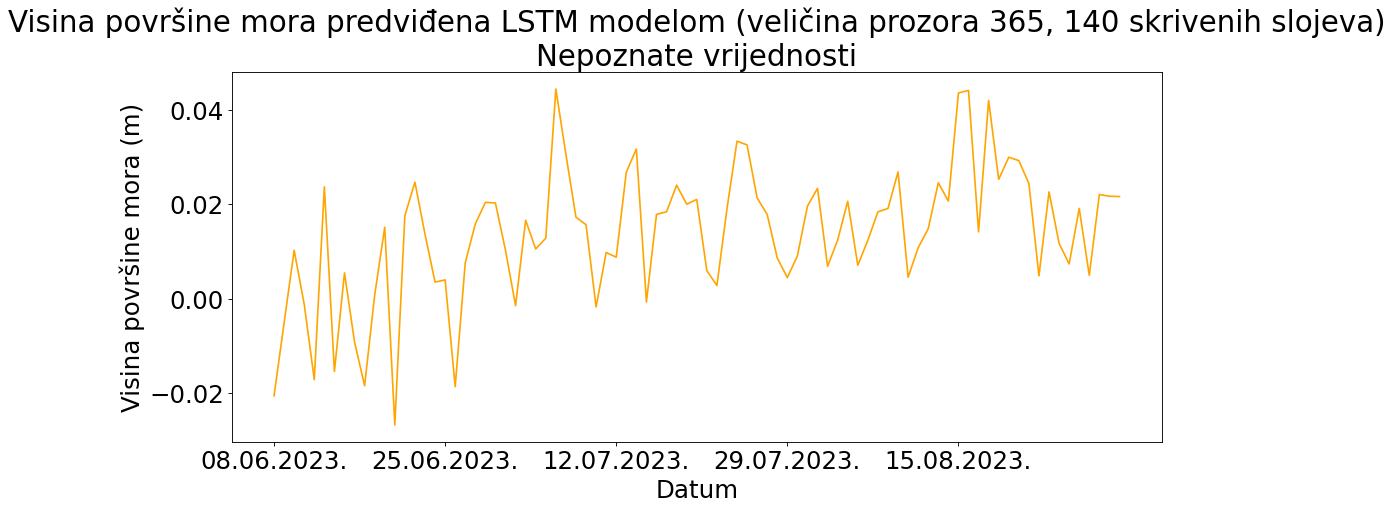 Visina površine mora predviđena LSTM modelom (veličina prozora 365, 140 skrivenih slojeva)
Nepoznate vrijednosti
Visina površine mora (m)
0.04
0.02
0.00
−0.02
08.06.2023. 25.06.2023. 12.07.2023. 29.07.2023. 15.08.2023.
Datum